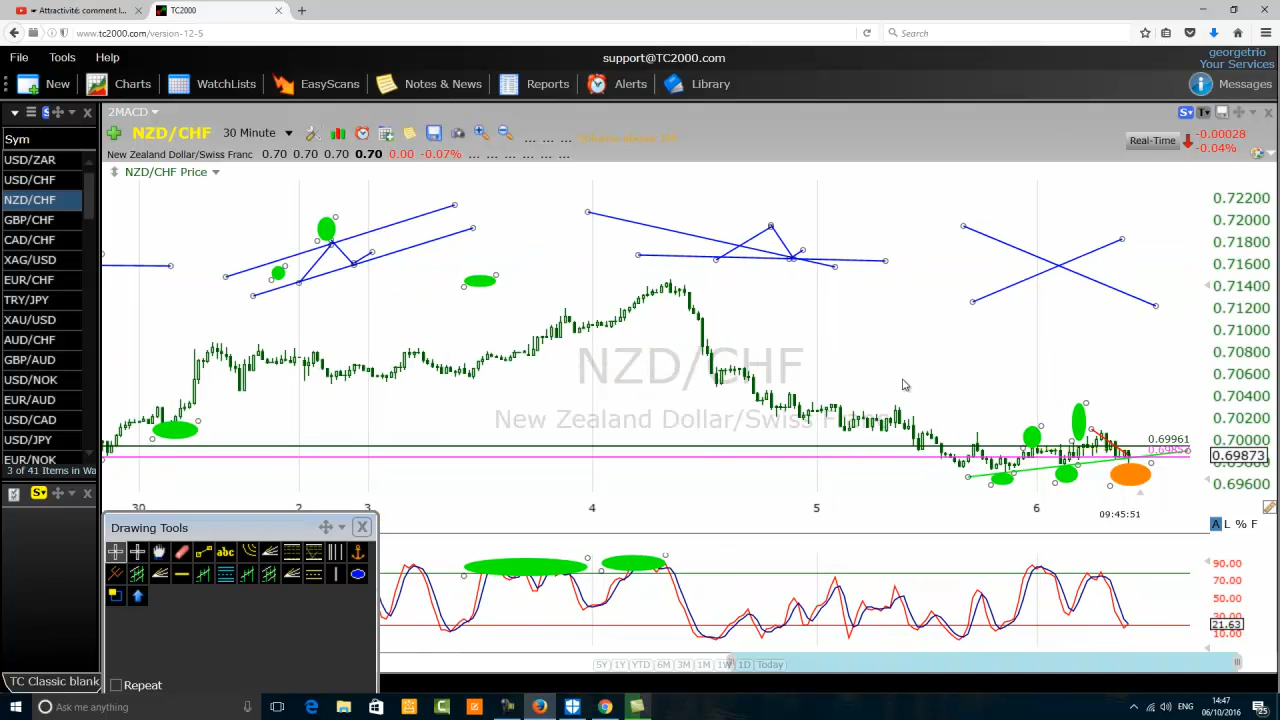 Attractivité: comment l...
TC2000
www.tc2000.com/version-12-5
Search
File Tools Help
support@TC2000.com
georgetrio
Your Services
New Charts WatchLists EasyScans Notes & News Reports Alerts Library Messages
2MACD
Sym
NZD/CHF 30 Minute
Real-Time
-0.00028
-0.04%
New Zealand Dollar/Swiss Franc 0.70 0.70 0.70 0.70 0.00 -0.07%
NZD/CHF Price
USD/ZAR
USD/CHF
NZD/CHF
GBP/CHF
CAD/CHF
XAG/USD
EUR/CHF
TRY/JPY
XAU/USD
AUD/CHF
GBP/AUD
USD/NOK
EUR/AUD
USD/CAD
USD/JPY
EUR/NOK
3 of 41 Items in Wa
NZD/CHF
New Zealand Dollar/Swiss F
0.72200
0.72000
0.71800
0.71600
0.71400
0.71200
0.71000
0.70800
0.70600
0.70400
0.70200
0.70000
0.69961
0.69873
0.69600
30 2 3 4 5 6
09:45:51
A L % F
Drawing Tools
abc
Repeat
90.00
70.00
50.00
30.00
21.63
10.00
5Y 1Y YTD 6M 3M 1M 1W 1D Today
TC Classic blank
Ask me anything
14:47
06/10/2016
25